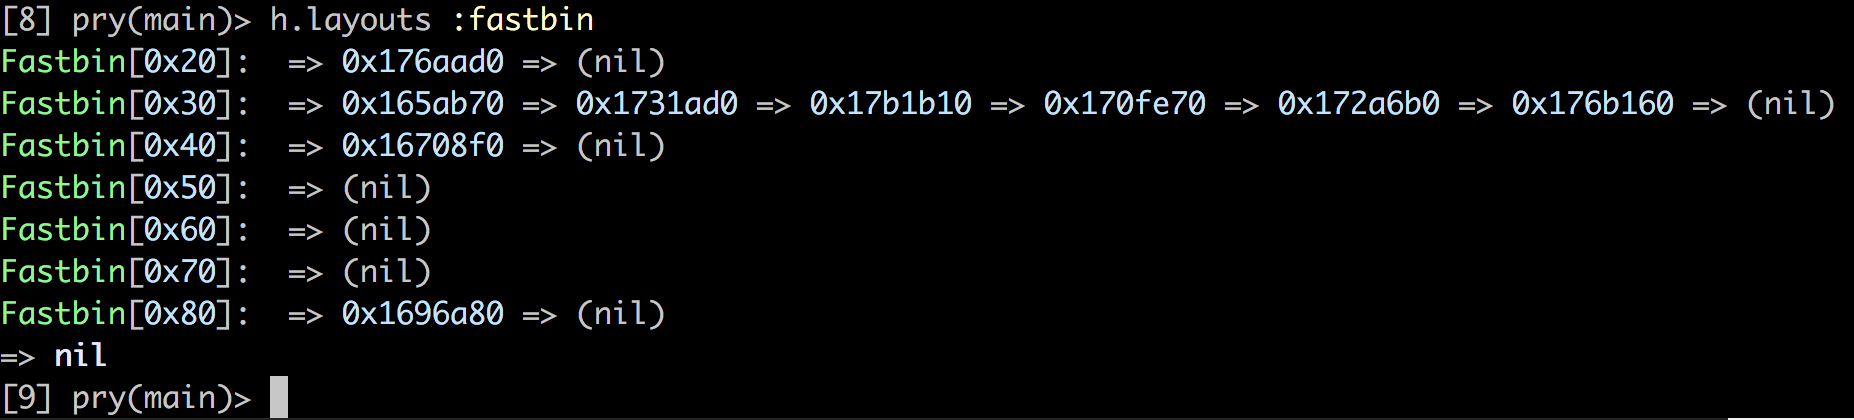 [8] pry(main)> h.layouts :fastbin
Fastbin[0x20]:  => 0x176aad0 => (nil)
Fastbin[0x30]:  => 0x165ab70 => 0x1731ad0 => 0x17b1b10 => 0x170fe70 => 0x172a6b0 => 0x176b160 => (nil)
Fastbin[0x40]:  => 0x16708f0 => (nil)
Fastbin[0x50]:  => (nil)
Fastbin[0x60]:  => (nil)
Fastbin[0x70]:  => (nil)
Fastbin[0x80]:  => 0x1696a80 => (nil)
=> nil
[9] pry(main)>